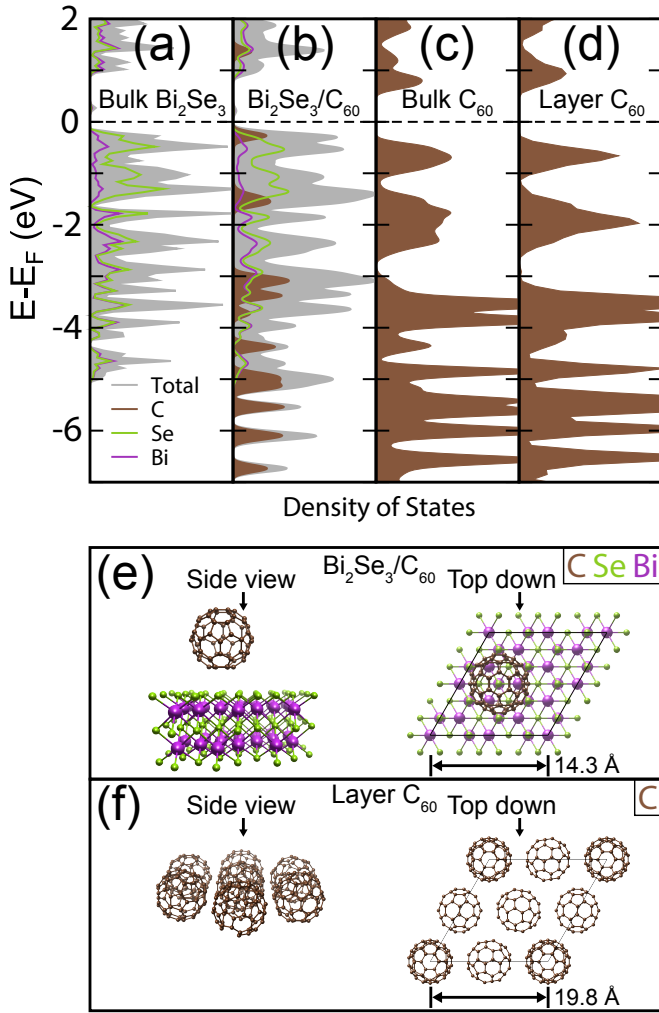 (a) (b) (c) (d)
Bulk Bi₂Se₃ Bi₂Se₃/C₆₀ Bulk C₆₀ Layer C₆₀
2
0
-2
-4
-6
E-E_F (eV)
Total
C
Se
Bi
Density of States
(e) Bi₂Se₃/C₆₀ C Se Bi
Side view Top down
14.3 Å
(f) Layer C₆₀ C
Side view Top down
19.8 Å